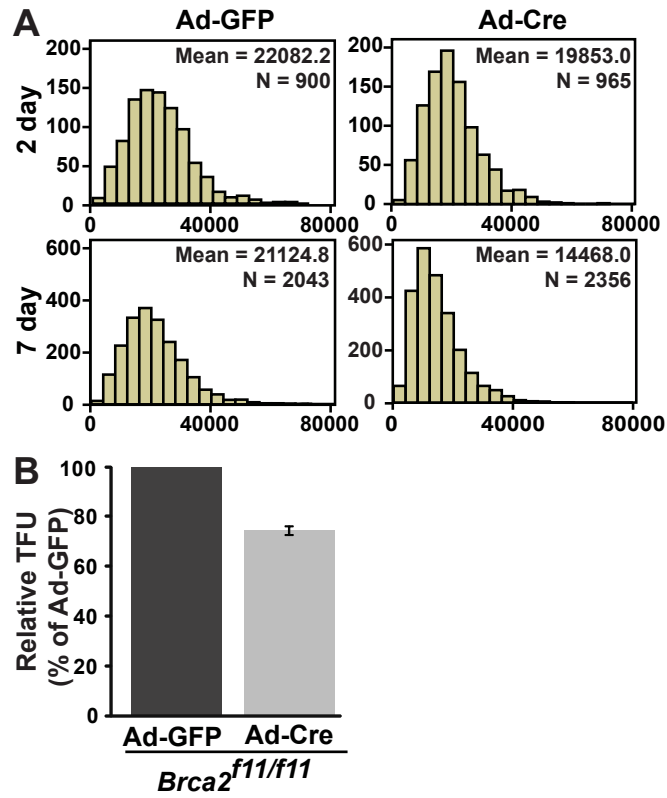 A
Ad-GFP
Ad-Cre
2 day
200
150
100
50
0
Mean = 22082.2
N = 900
0 40000 80000
200
150
100
50
0
Mean = 19853.0
N = 965
0 40000 80000
7 day
600
400
200
0
Mean = 21124.8
N = 2043
0 40000 80000
600
400
200
0
Mean = 14468.0
N = 2356
0 40000 80000
B
Relative TFU
(% of Ad-GFP)
100
80
60
40
20
0
Ad-GFP Ad-Cre
Brca2f11/f11